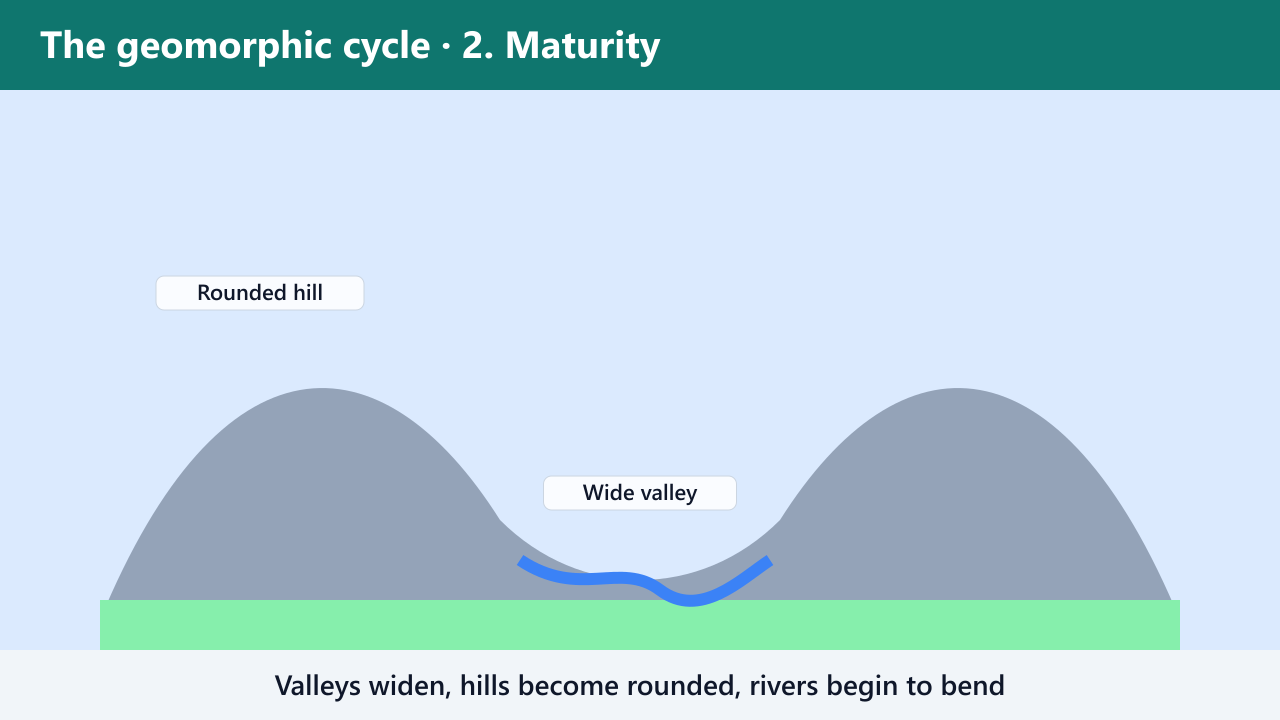 The geomorphic cycle · 2. Maturity
Rounded hill
Wide valley
Valleys widen, hills become rounded, rivers begin to bend